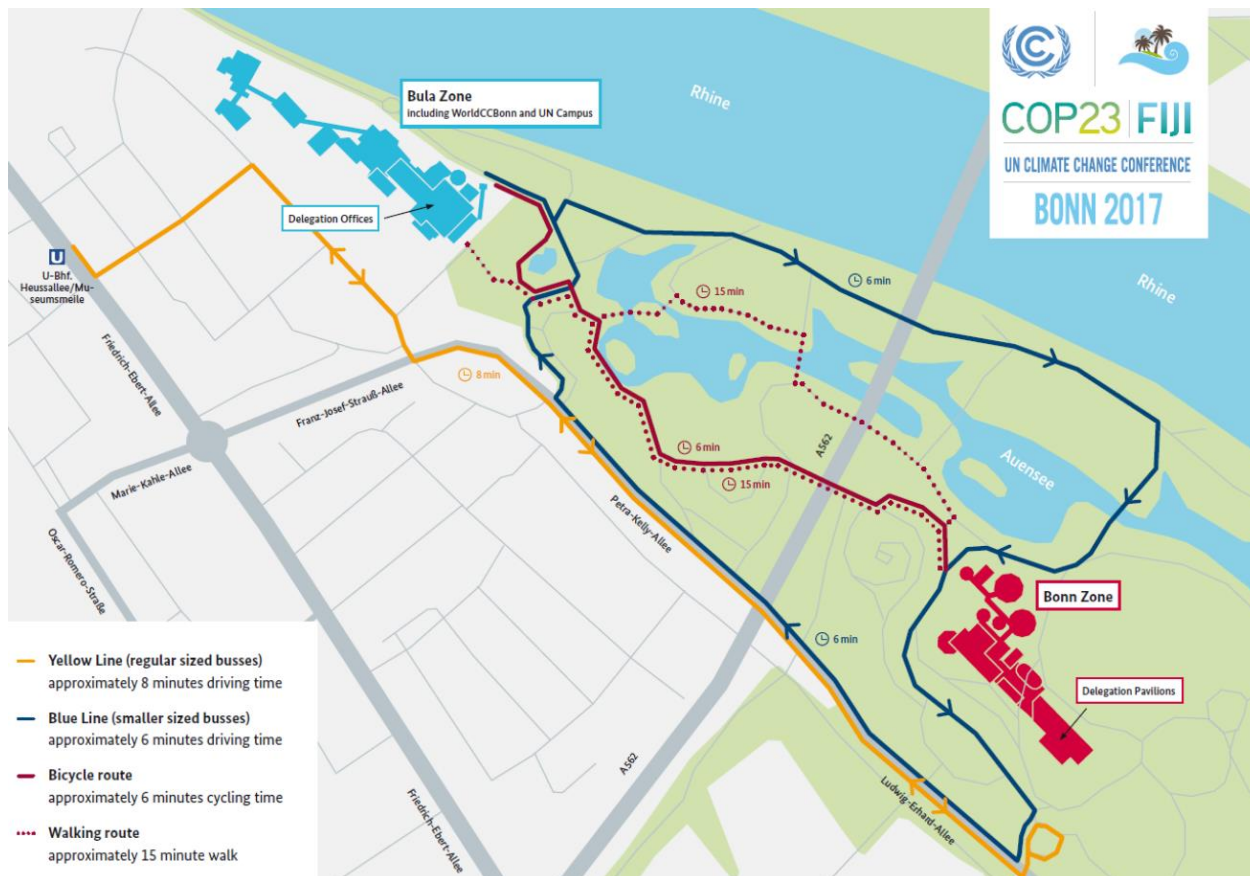 Rhine
Bula Zone
including WorldCCBonn and UN Campus
COP23 FIJI
UN CLIMATE CHANGE CONFERENCE
BONN 2017
Delegation Offices
U
U-Bhf.
Heussallee/Mu-
seumsmeile
6 min
Rhine
15 min
Friedrich-Ebert-Allee
8 min
Franz-Josef-Strauß-Allee
Marie-Kahle-Allee
6 min
15 min
A562
Auensee
Oscar-Romero-Straße
Petra-Kelly-Allee
Bonn Zone
6 min
Delegation Pavilions
A562
Ludwig-Erhard-Allee
Friedrich-Ebert-Allee
Yellow Line (regular sized busses)
approximately 8 minutes driving time
Blue Line (smaller sized busses)
approximately 6 minutes driving time
Bicycle route
approximately 6 minutes cycling time
Walking route
approximately 15 minute walk